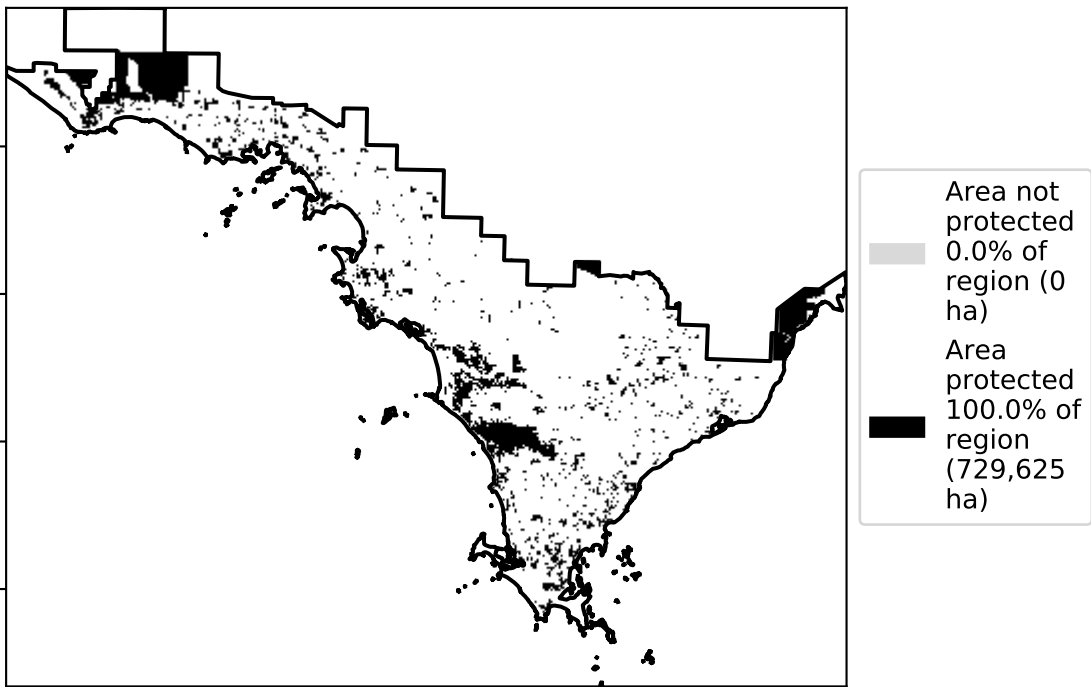 Area not
protected
0.0% of
region (0
ha)
Area
protected
100.0% of
region
(729,625
ha)